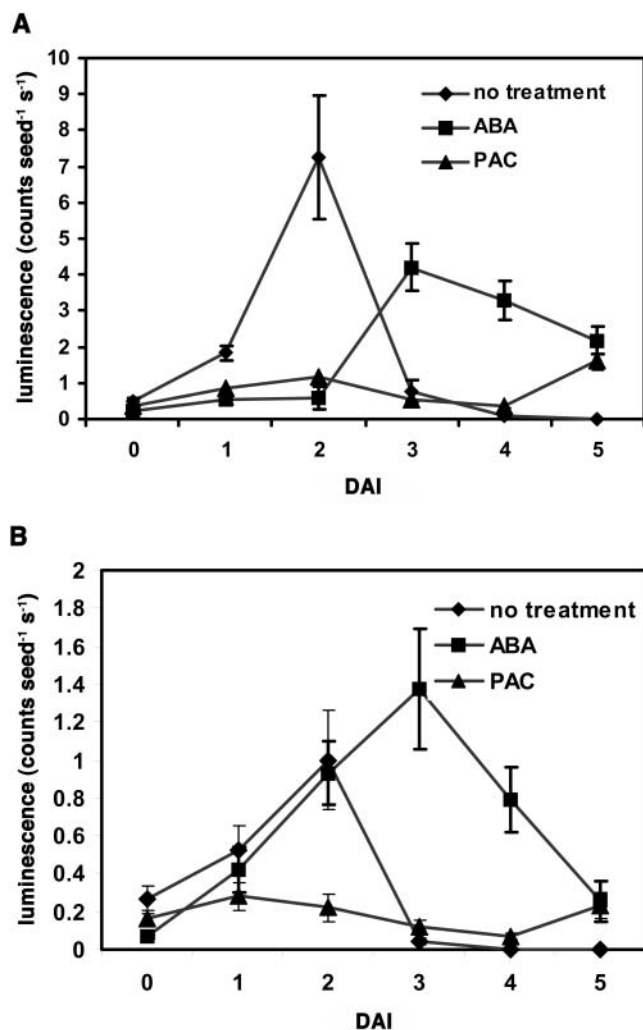 A
luminescence (counts seed⁻¹ s⁻¹)
10
9
8
7
6
5
4
3
2
1
0
no treatment
ABA
PAC
0 1 2 3 4 5
DAI
B
luminescence (counts seed⁻¹ s⁻¹)
2
1.8
1.6
1.4
1.2
1
0.8
0.6
0.4
0.2
0
no treatment
ABA
PAC
0 1 2 3 4 5
DAI